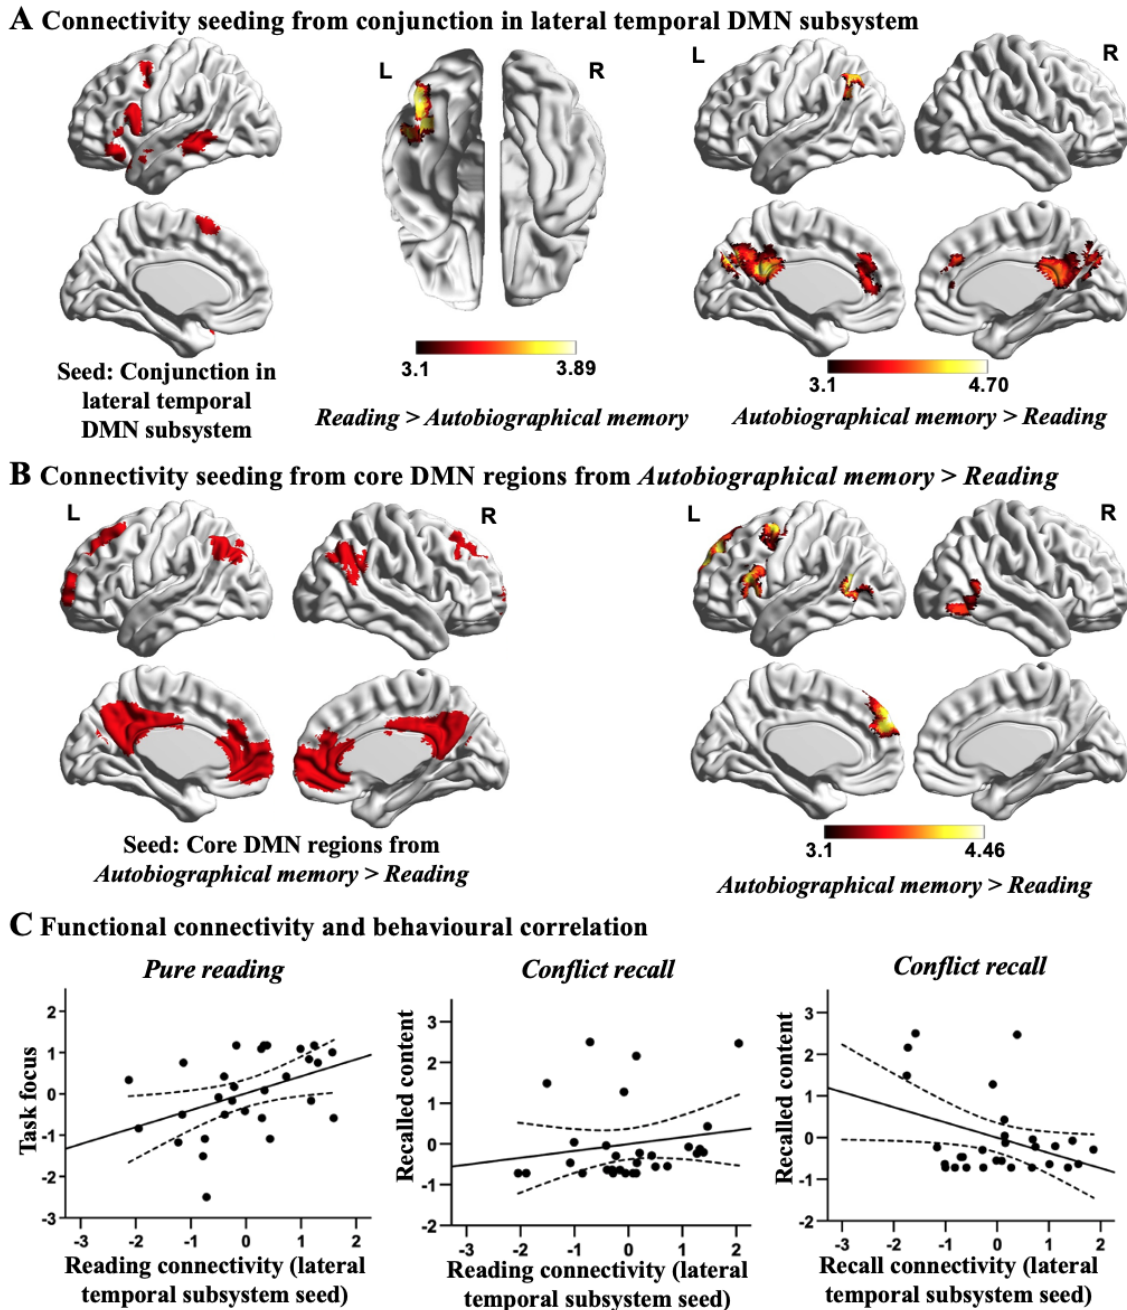 A Connectivity seeding from conjunction in lateral temporal DMN subsystem
L
R
L
R
3.1
3.89
3.1
4.70
Seed: Conjunction in
lateral temporal
DMN subsystem
Reading > Autobiographical memory
Autobiographical memory > Reading
B Connectivity seeding from core DMN regions from Autobiographical memory > Reading
L
R
L
R
Seed: Core DMN regions from
Autobiographical memory > Reading
3.1
4.46
Autobiographical memory > Reading
C Functional connectivity and behavioural correlation
Pure reading
Task focus
2
1
0
-1
-2
-3
-3 -2 -1 0 1 2
Reading connectivity (lateral
temporal subsystem seed)
Conflict recall
Recalled content
3
2
1
0
-1
-2
-3 -2 -1 0 1 2
Reading connectivity (lateral
temporal subsystem seed)
Conflict recall
Recalled content
3
2
1
0
-1
-2
-3 -2 -1 0 1 2
Recall connectivity (lateral
temporal subsystem seed)